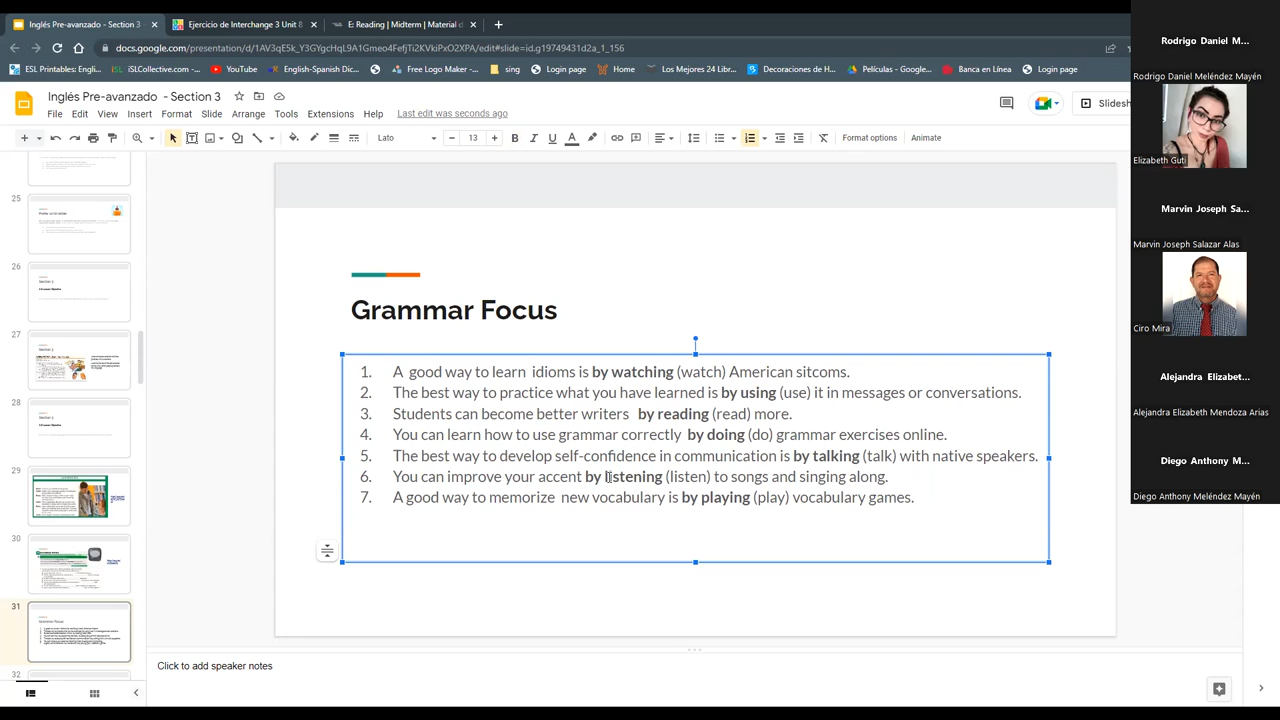 Inglés Pre-avanzado - Section 3
Ejercicio de Interchange 3 Unit 8
E: Reading | Midterm | Material d
docs.google.com/presentation/d/1AV3qE5k_Y3GYgcHqL9A1Gmeo4FefjTi2KVkiPxO2XPA/edit#slide=id.g19749431d2a_1_156
ESL Printables: Engli...
iSLCollective.com -...
YouTube
English-Spanish Dic...
Free Logo Maker -...
sing
Login page
Home
Los Mejores 24 Libr...
Decoraciones de H...
Películas - Google...
Banca en Línea
Login page
Inglés Pre-avanzado - Section 3
File Edit View Insert Format Slide Arrange Tools Extensions Help Last edit was seconds ago
Slidesh
Lato
13
Format options
Animate
25
26
27
28
29
30
31
32
Grammar Focus
1. A good way to learn idioms is by watching (watch) American sitcoms.
2. The best way to practice what you have learned is by using (use) it in messages or conversations.
3. Students can become better writers by reading (read) more.
4. You can learn how to use grammar correctly by doing (do) grammar exercises online.
5. The best way to develop self-confidence in communication is by talking (talk) with native speakers.
6. You can improve your accent by listening (listen) to songs and singing along.
7. A good way to memorize new vocabulary is by playing (play) vocabulary games.
Click to add speaker notes
Rodrigo Daniel M...
Rodrigo Daniel Meléndez Mayén
Elizabeth Guti
Marvin Joseph Sa...
Marvin Joseph Salazar Alas
Ciro Mira
Alejandra Elizabet...
Alejandra Elizabeth Mendoza Arias
Diego Anthony M...
Diego Anthony Meléndez Mayén